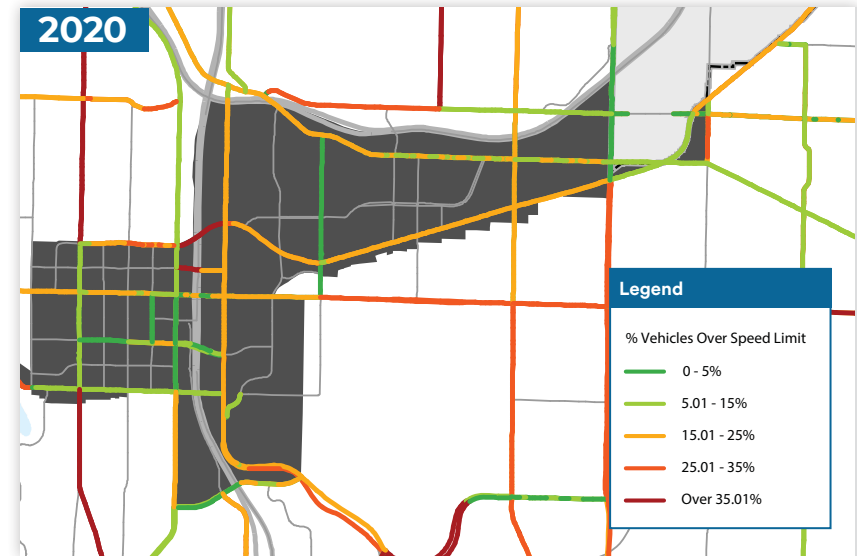 2020
Legend
% Vehicles Over Speed Limit
0 - 5%
5.01 - 15%
15.01 - 25%
25.01 - 35%
Over 35.01%